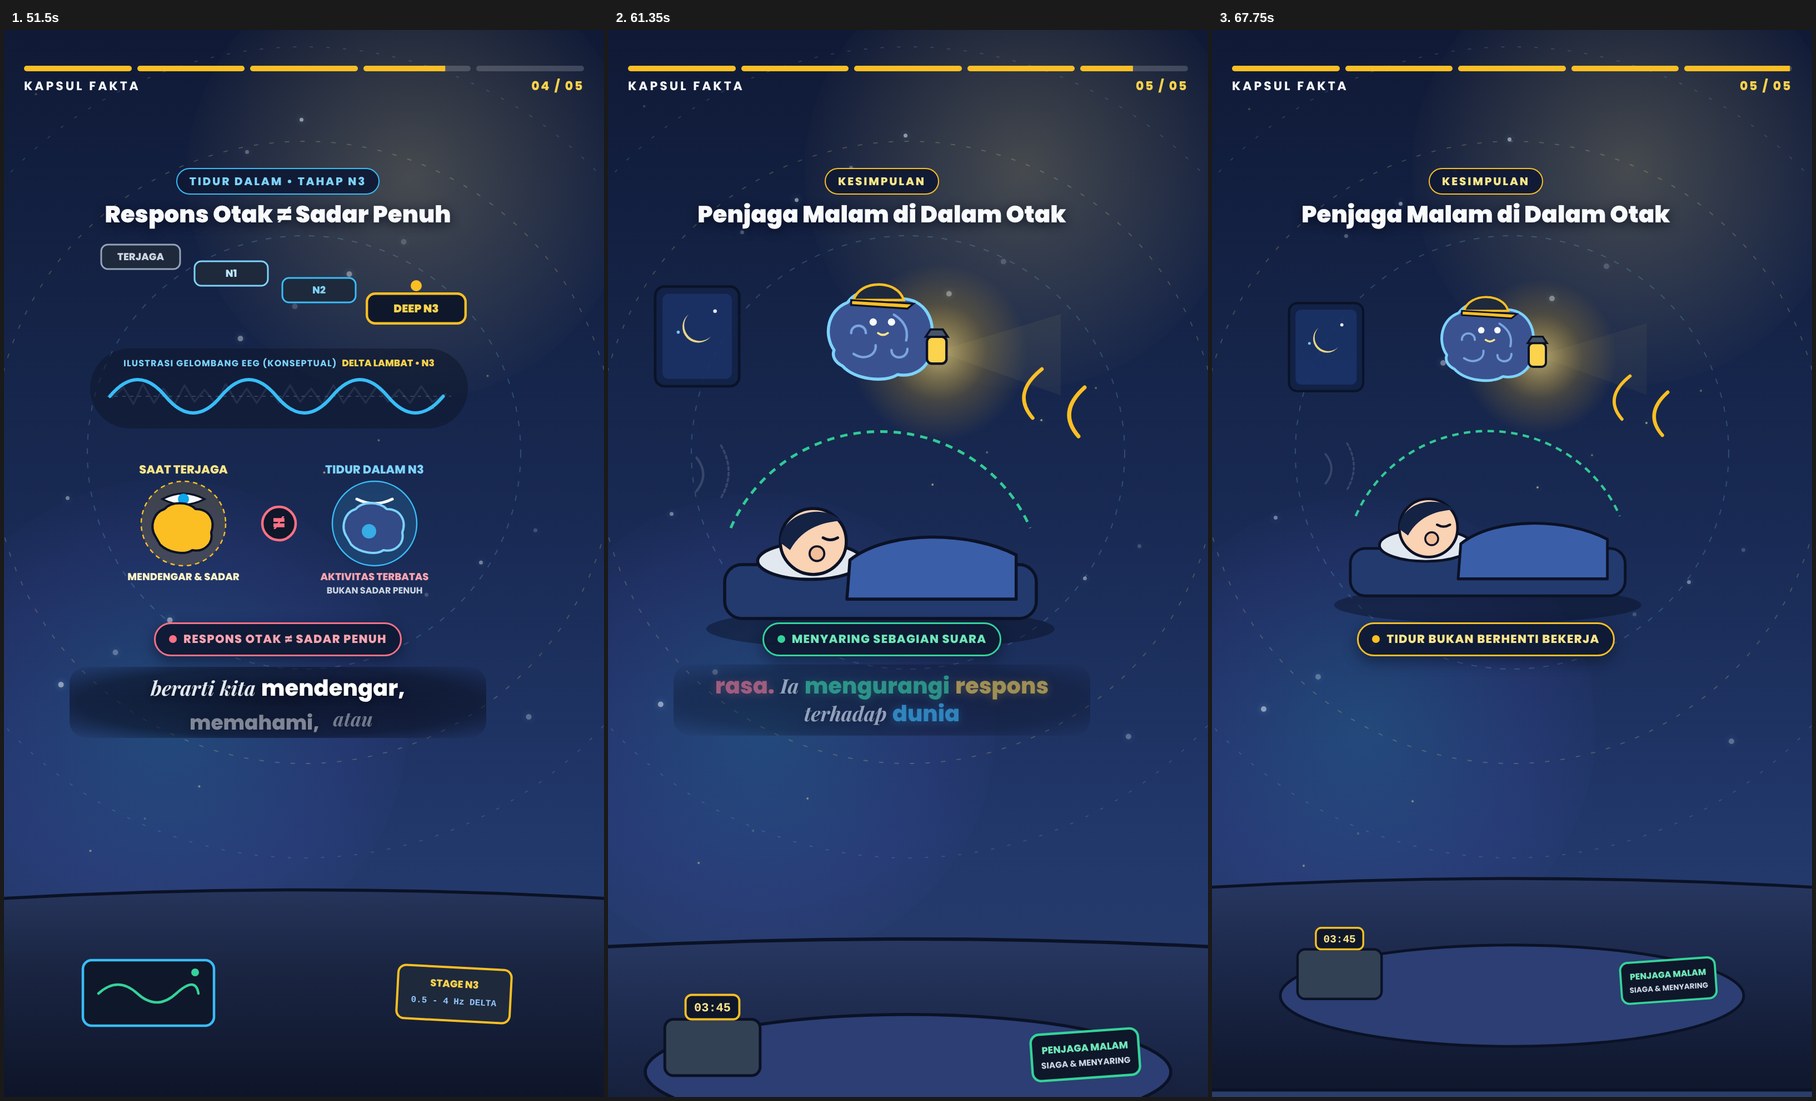 1. 51.5s
KAPSUL FAKTA
04 / 05
TIDUR DALAM • TAHAP N3
Respons Otak ≠ Sadar Penuh
TERJAGA
N1
N2
DEEP N3
ILUSTRASI GELOMBANG EEG (KONSEPTUAL) DELTA LAMBAT • N3
SAAT TERJAGA
TIDUR DALAM N3
≠
MENDENGAR & SADAR
AKTIVITAS TERBATAS
BUKAN SADAR PENUH
RESPONS OTAK ≠ SADAR PENUH
berarti kita mendengar,
memahami, atau
STAGE N3
0.5 - 4 Hz DELTA
2. 61.35s
KAPSUL FAKTA
05 / 05
KESIMPULAN
Penjaga Malam di Dalam Otak
MENYARING SEBAGIAN SUARA
rasa. Ia mengurangi respons
terhadap dunia
03:45
PENJAGA MALAM
SIAGA & MENYARING
3. 67.75s
KAPSUL FAKTA
05 / 05
KESIMPULAN
Penjaga Malam di Dalam Otak
TIDUR BUKAN BERHENTI BEKERJA
03:45
PENJAGA MALAM
SIAGA & MENYARING